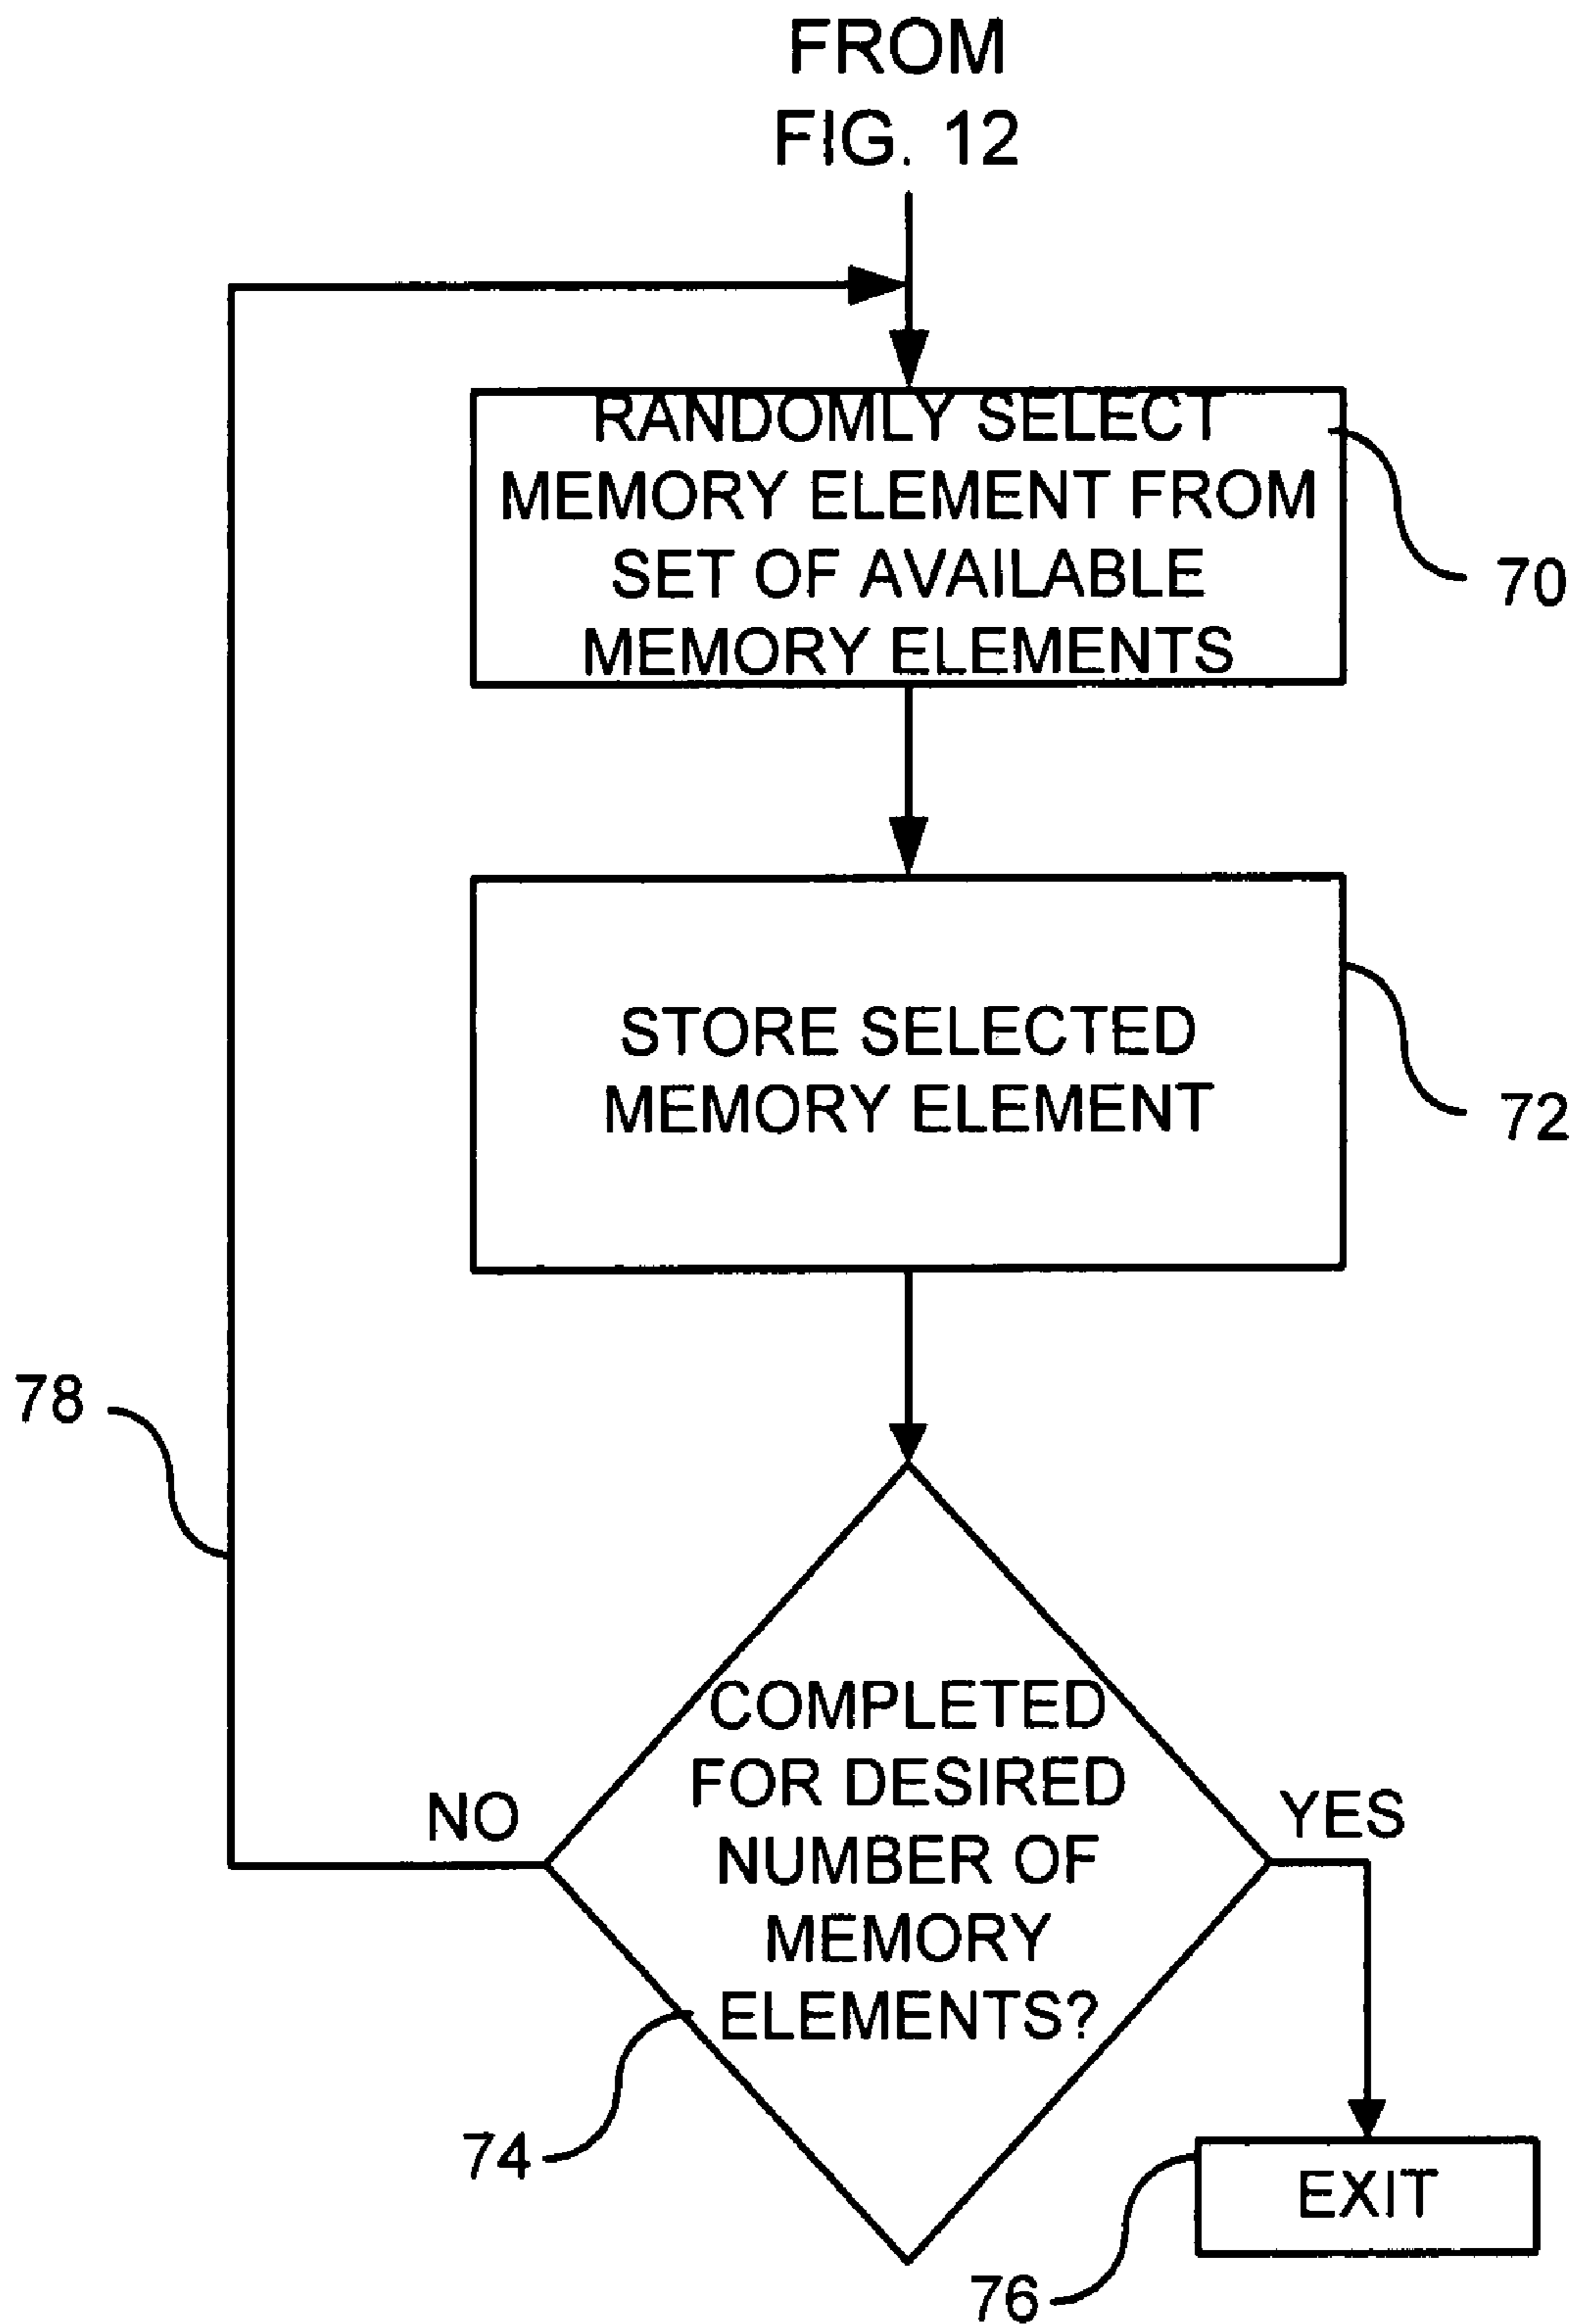 FROM
FIG. 12
RANDOMLY SELECT
MEMORY ELEMENT FROM
SET OF AVAILABLE
MEMORY ELEMENTS
70
STORE SELECTED
MEMORY ELEMENT
72
78
COMPLETED
FOR DESIRED
NUMBER OF
MEMORY
ELEMENTS?
NO
YES
74
EXIT
76